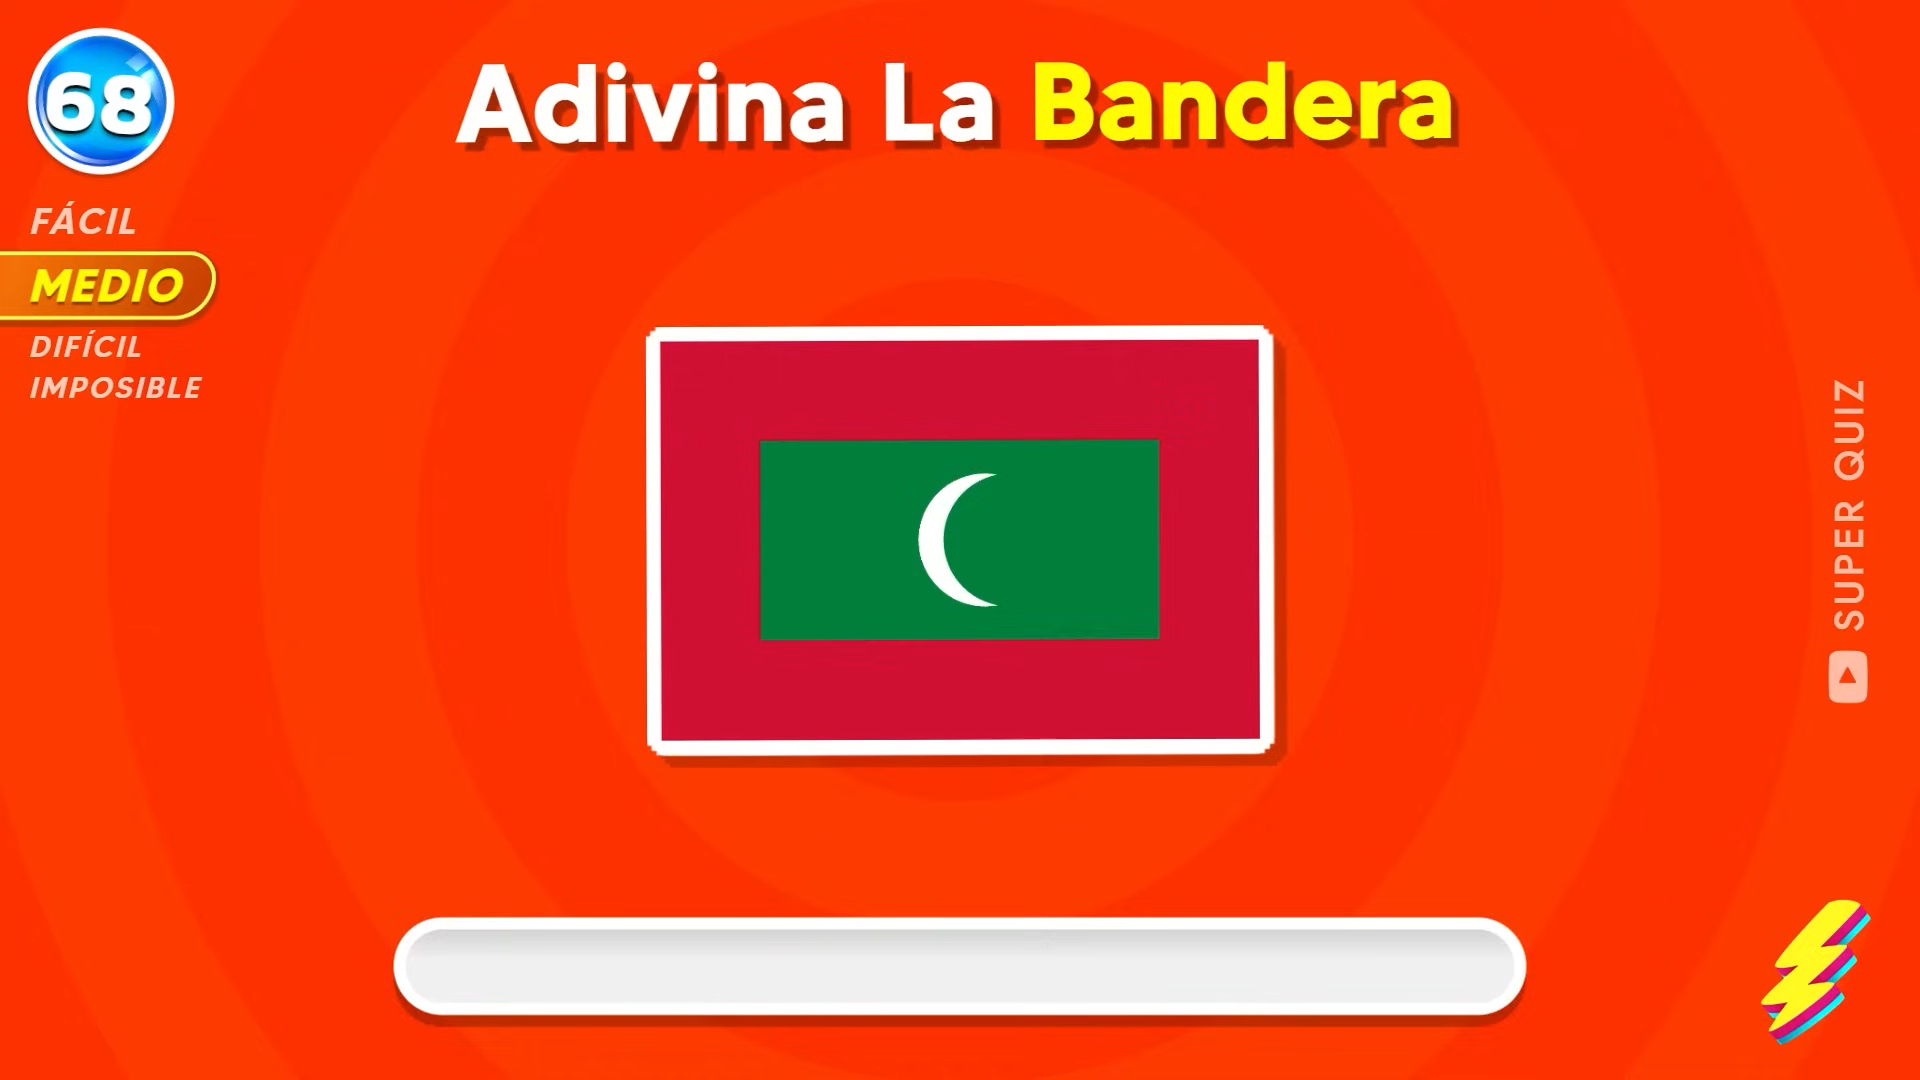 68
Adivina La Bandera
FÁCIL
MEDIO
DIFÍCIL
IMPOSIBLE
SUPER QUIZ